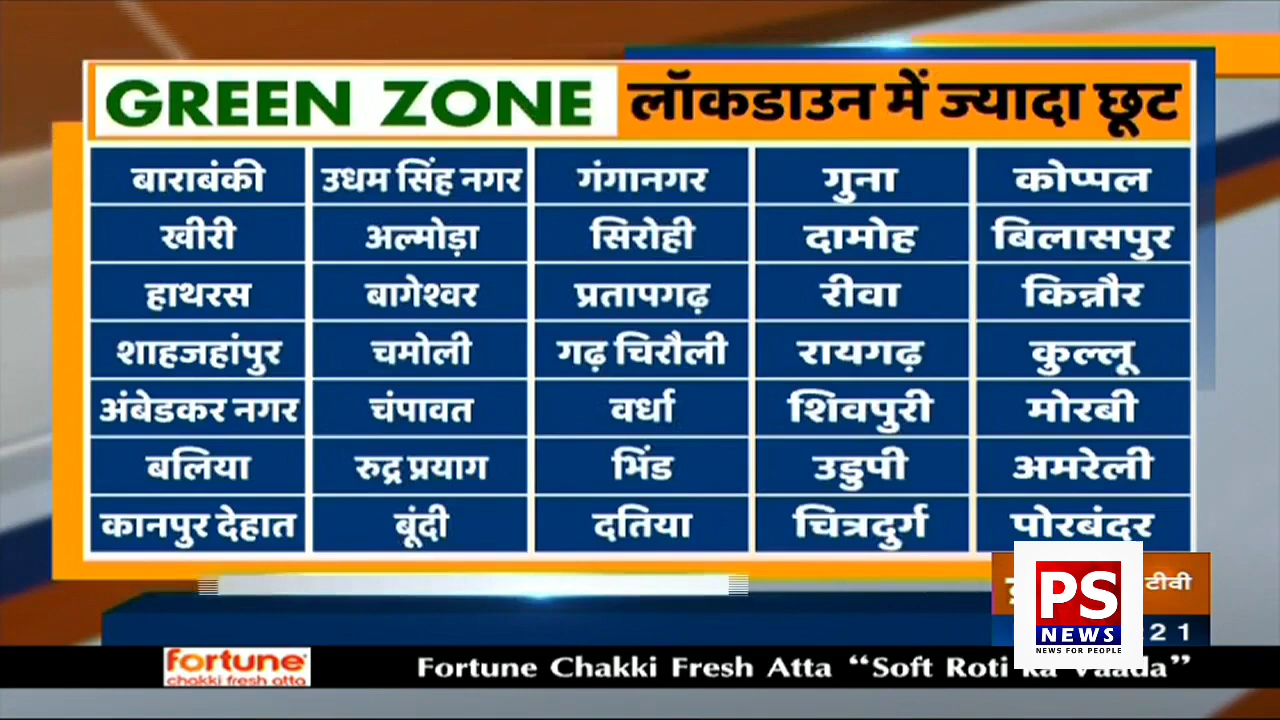 GREEN ZONE लॉकडाउन में ज्यादा छूट
बाराबंकी उधम सिंह नगर गंगानगर गुना कोप्पल
खीरी अल्मोड़ा सिरोही दामोह बिलासपुर
हाथरस बागेश्वर प्रतापगढ़ रीवा किन्नौर
शाहजहांपुर चमोली गढ़ चिरौली रायगढ़ कुल्लू
अंबेडकर नगर चंपावत वर्धा शिवपुरी मोरबी
बलिया रुद्र प्रयाग भिंड उडुपी अमरेली
कानपुर देहात बूंदी दतिया चित्रदुर्ग पोरबंदर
टीवी
PS
NEWS
21
NEWS FOR PEOPLE
fortune
chakki fresh atta
Fortune Chakki Fresh Atta “Soft Roti ka Vaada”